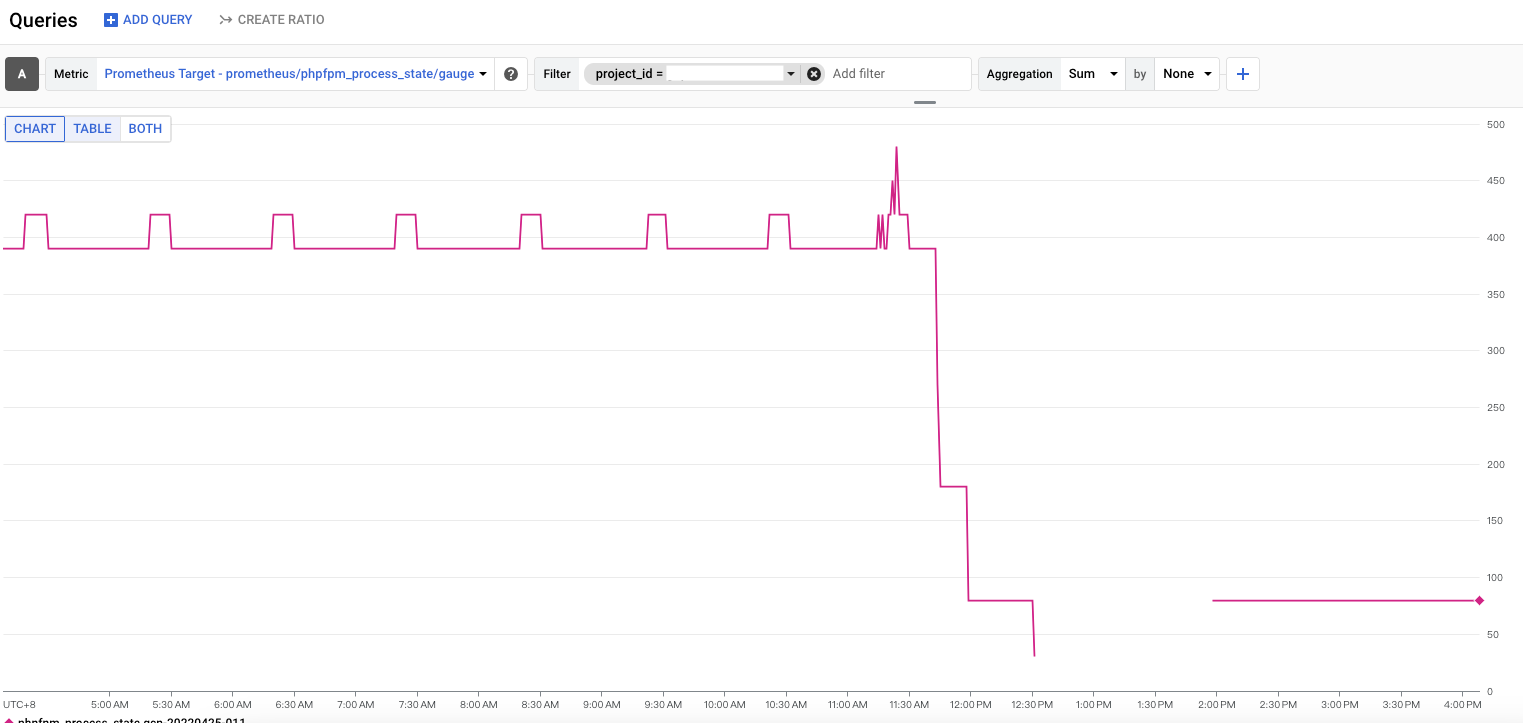 Queries ADD QUERY CREATE RATIO
A Metric Prometheus Target - prometheus/phpfpm_process_state/gauge ? Filter project_id = Add filter Aggregation Sum by None +
CHART TABLE BOTH
500
450
400
350
300
250
200
150
100
50
0
UTC+8 5:00 AM 5:30 AM 6:00 AM 6:30 AM 7:00 AM 7:30 AM 8:00 AM 8:30 AM 9:00 AM 9:30 AM 10:00 AM 10:30 AM 11:00 AM 11:30 AM 12:00 PM 12:30 PM 1:00 PM 1:30 PM 2:00 PM 2:30 PM 3:00 PM 3:30 PM 4:00 PM
phpfpm_process_state gcp-20220425-011